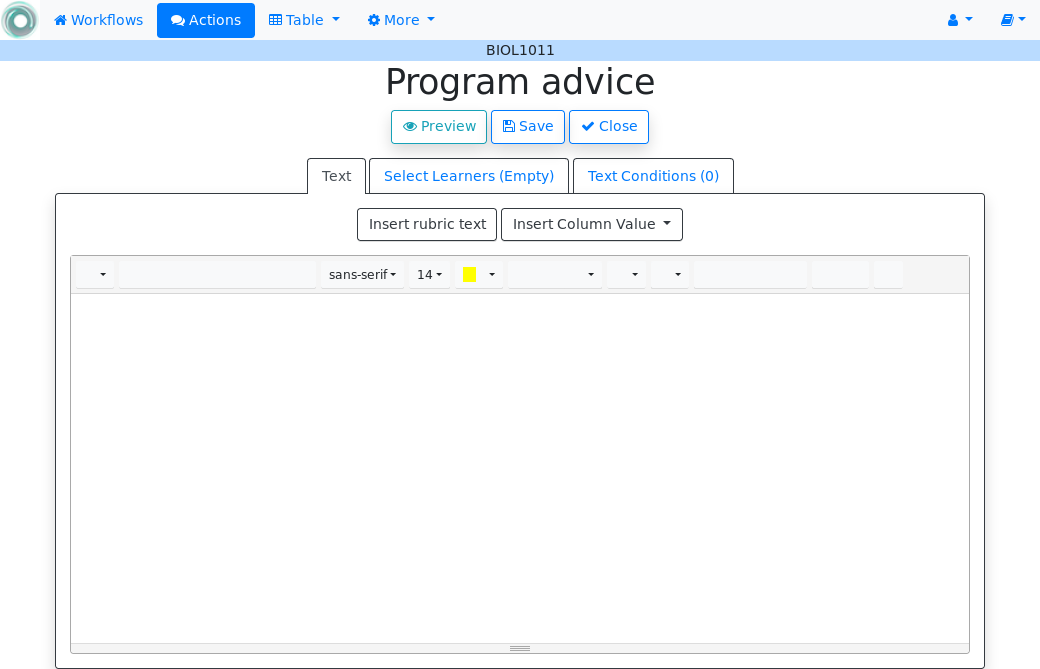 Workflows Actions Table More
BIOL1011
Program advice
Preview Save Close
Text Select Learners (Empty) Text Conditions (0)
Insert rubric text Insert Column Value
sans-serif 14